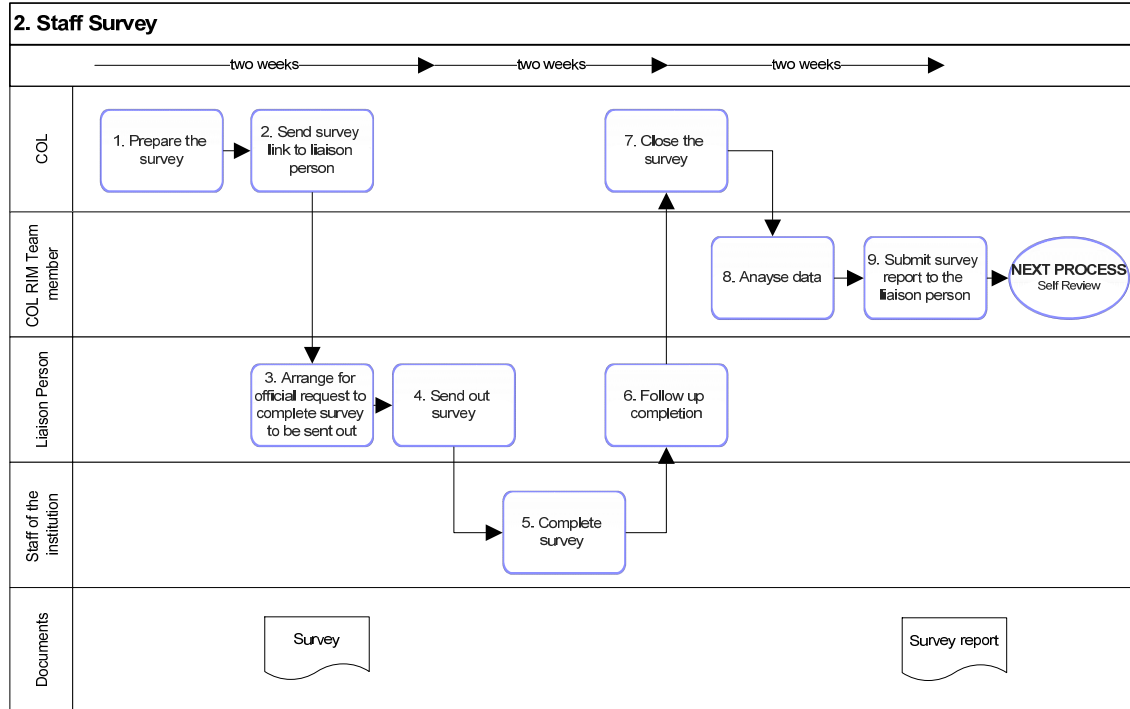 2. Staff Survey
two weeks
two weeks
two weeks
COL
1. Prepare the
survey
2. Send survey
link to liaison
person
7. Close the
survey
COL RIM Team
member
8. Anayse data
9. Submit survey
report to the
liaison person
NEXT PROCESS
Self Review
Liaison Person
3. Arrange for
official request to
complete survey
to be sent out
4. Send out
survey
6. Follow up
completion
Staff of the
institution
5. Complete
survey
Documents
Survey
Survey report